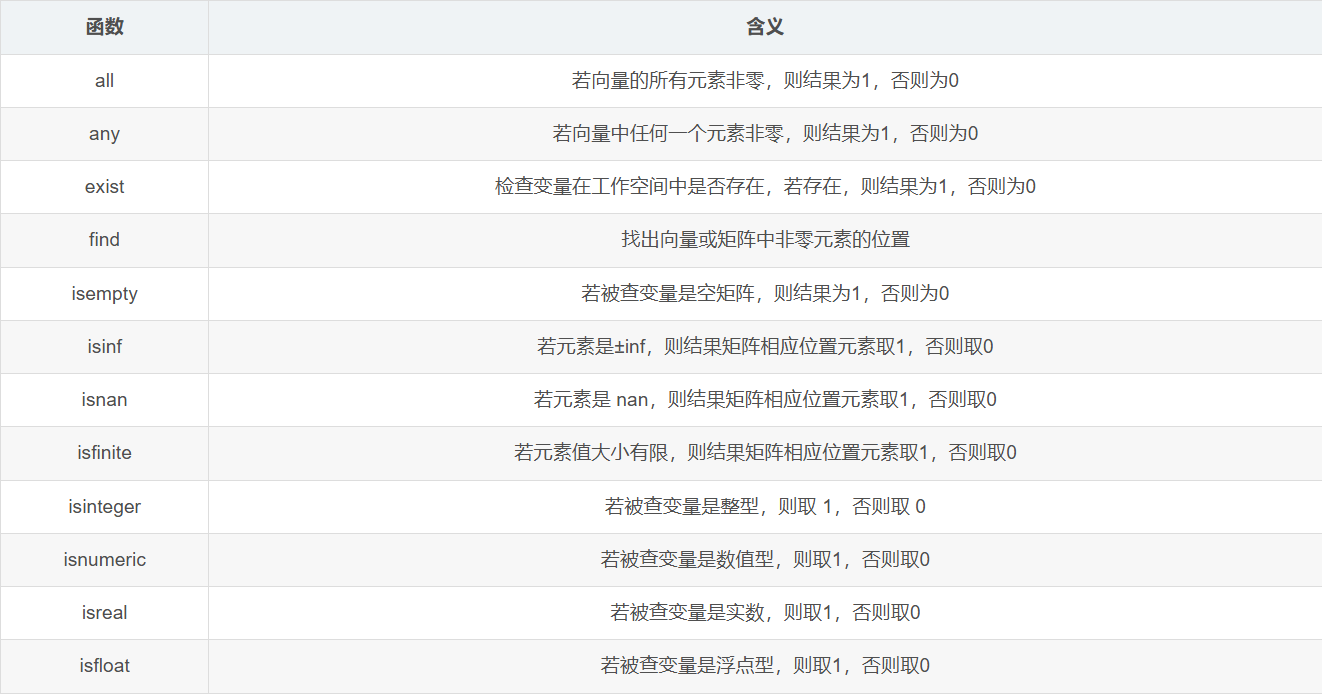 函数 含义
all 若向量的所有元素非零，则结果为1，否则为0
any 若向量中任何一个元素非零，则结果为1，否则为0
exist 检查变量在工作空间中是否存在，若存在，则结果为1，否则为0
find 找出向量或矩阵中非零元素的位置
isempty 若被查变量是空矩阵，则结果为1，否则为0
isinf 若元素是±inf，则结果矩阵相应位置元素取1，否则取0
isnan 若元素是 nan，则结果矩阵相应位置元素取1，否则取0
isfinite 若元素值大小有限，则结果矩阵相应位置元素取1，否则取0
isinteger 若被查变量是整型，则取 1，否则取 0
isnumeric 若被查变量是数值型，则取1，否则取0
isreal 若被查变量是实数，则取1，否则取0
isfloat 若被查变量是浮点型，则取1，否则取0